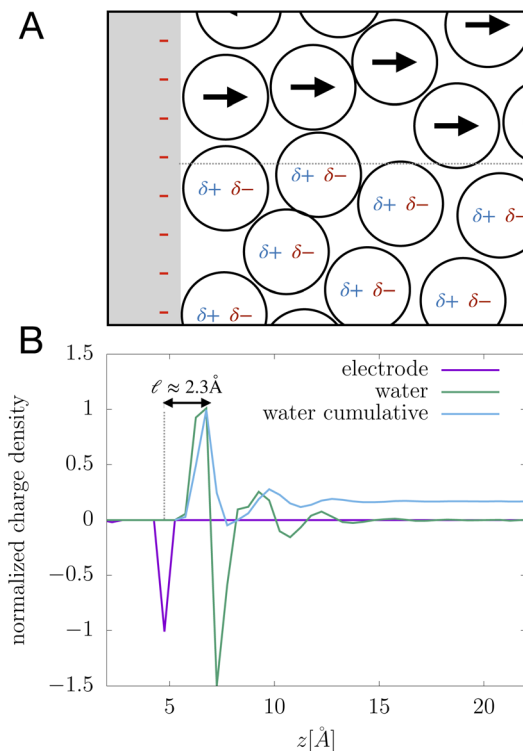 A
δ+ δ−
δ+ δ−
δ+ δ−
δ+ δ−
δ+ δ−
δ+ δ−
δ+ δ−
δ+ δ−
B
normalized charge density
1.5
1
0.5
0
−0.5
−1
−1.5
ℓ ≈ 2.3Å
electrode
water
water cumulative
5
10
15
20
z[Å]